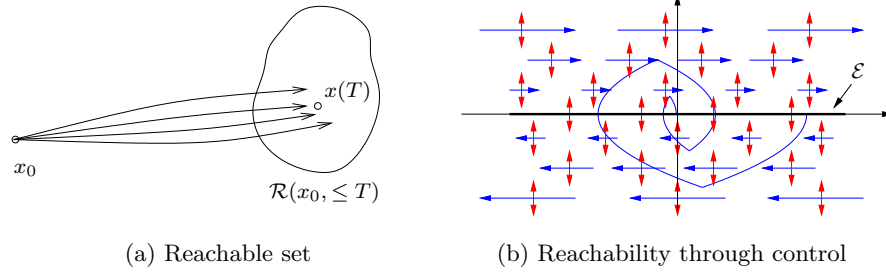 x(T)
x₀
ℛ(x₀, ≤ T)
(a) Reachable set
ℰ
(b) Reachability through control